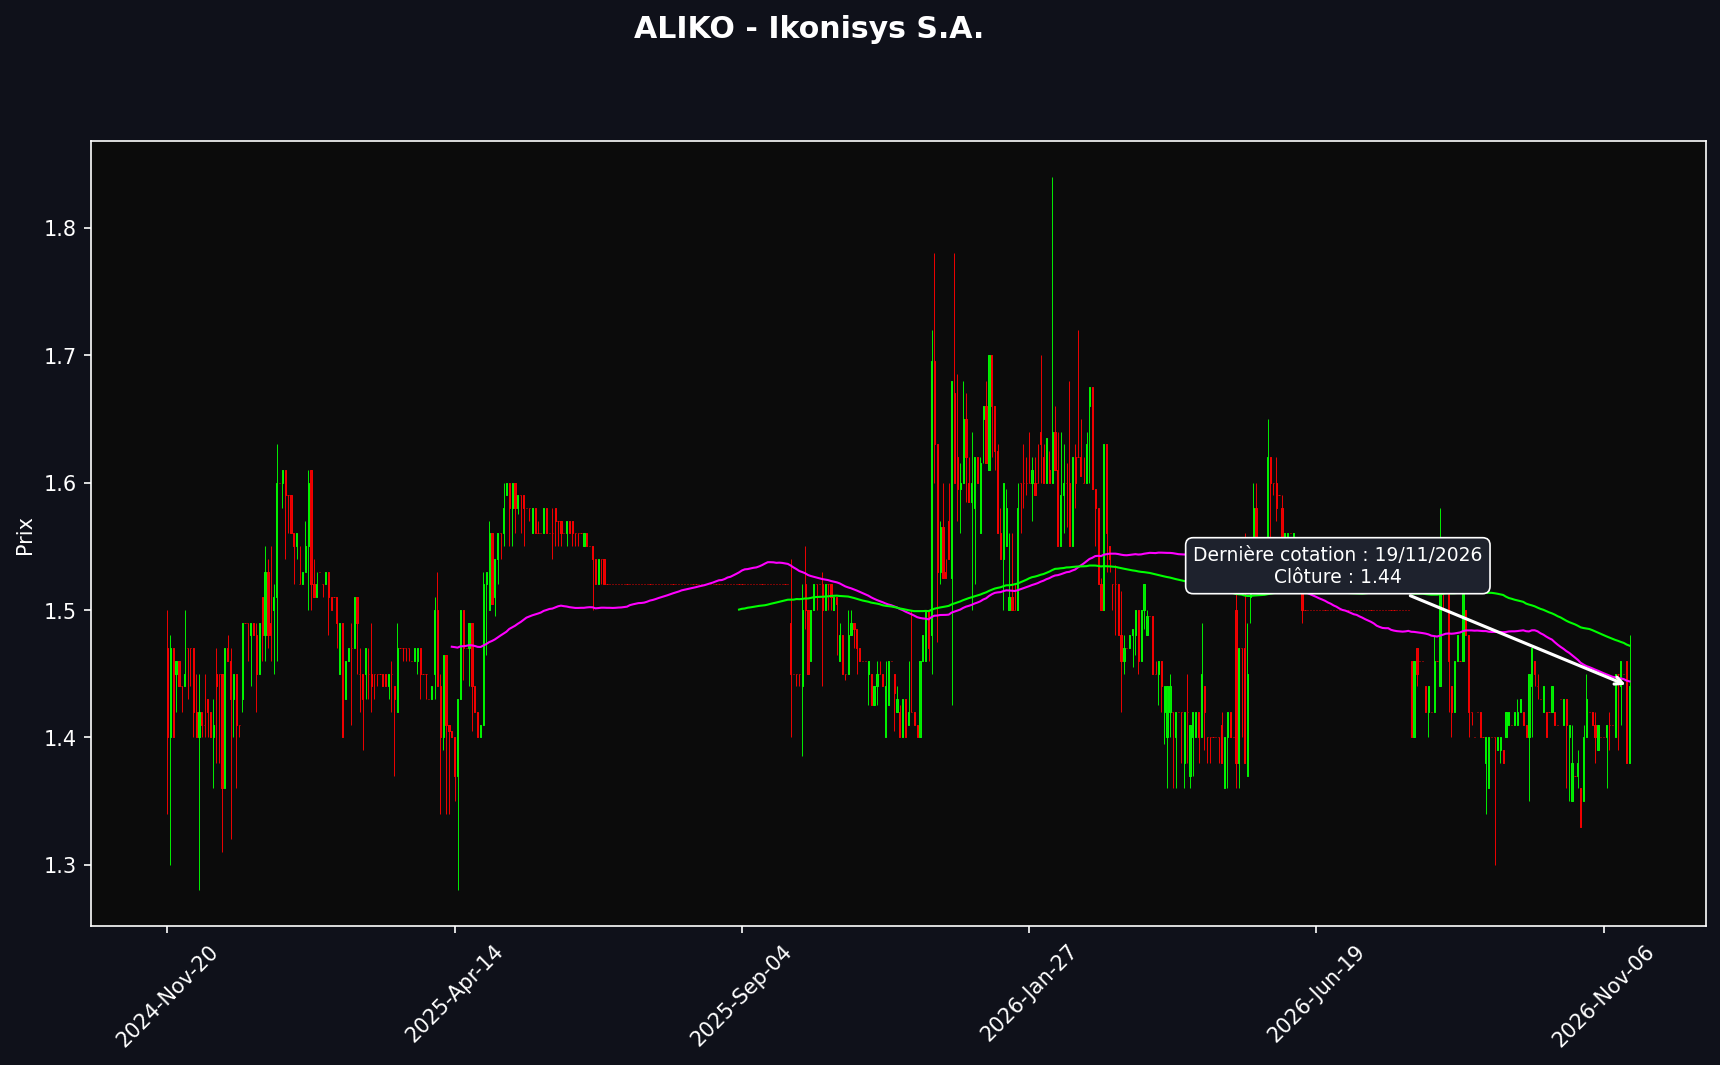 ALIKO - Ikonisys S.A.
Prix
1.8
1.7
1.6
1.5
1.4
1.3
Dernière cotation : 19/11/2026
Clôture : 1.44
2024-Nov-20
2025-Apr-14
2025-Sep-04
2026-Jan-27
2026-Jun-19
2026-Nov-06